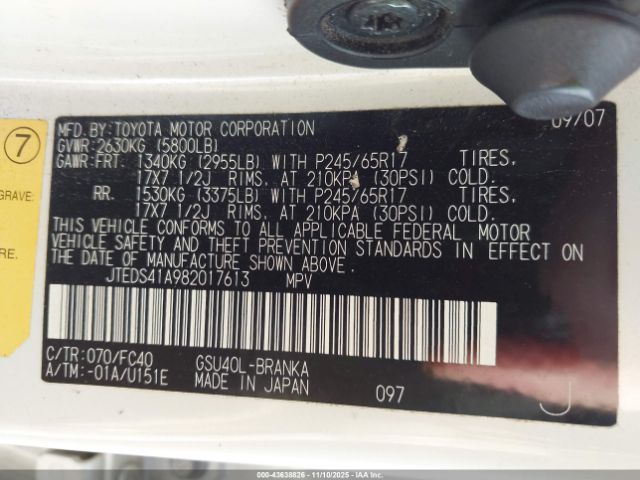 MFD. BY: TOYOTA MOTOR CORPORATION 09/07
GVWR: 2630KG (5800LB)
GAWR: FRT. 1340KG (2955LB) WITH P245/65R17 TIRES,
17X7 1/2J RIMS, AT 210KPA (30PSI) COLD.
RR. 1530KG (3375LB) WITH P245/65R17 TIRES,
17X7 1/2J RIMS, AT 210KPA (30PSI) COLD.
THIS VEHICLE CONFORMS TO ALL APPLICABLE FEDERAL MOTOR
VEHICLE SAFETY AND THEFT PREVENTION STANDARDS IN EFFECT ON
THE DATE OF MANUFACTURE SHOWN ABOVE.
JTEDS41A982017613 MPV
C/TR: 070/FC40 GSU40L-BRANKA
A/TM: -01A/U151E MADE IN JAPAN 097 J
7
GRAVE:
RE.
000-43638826 - 11/10/2025 - COPART